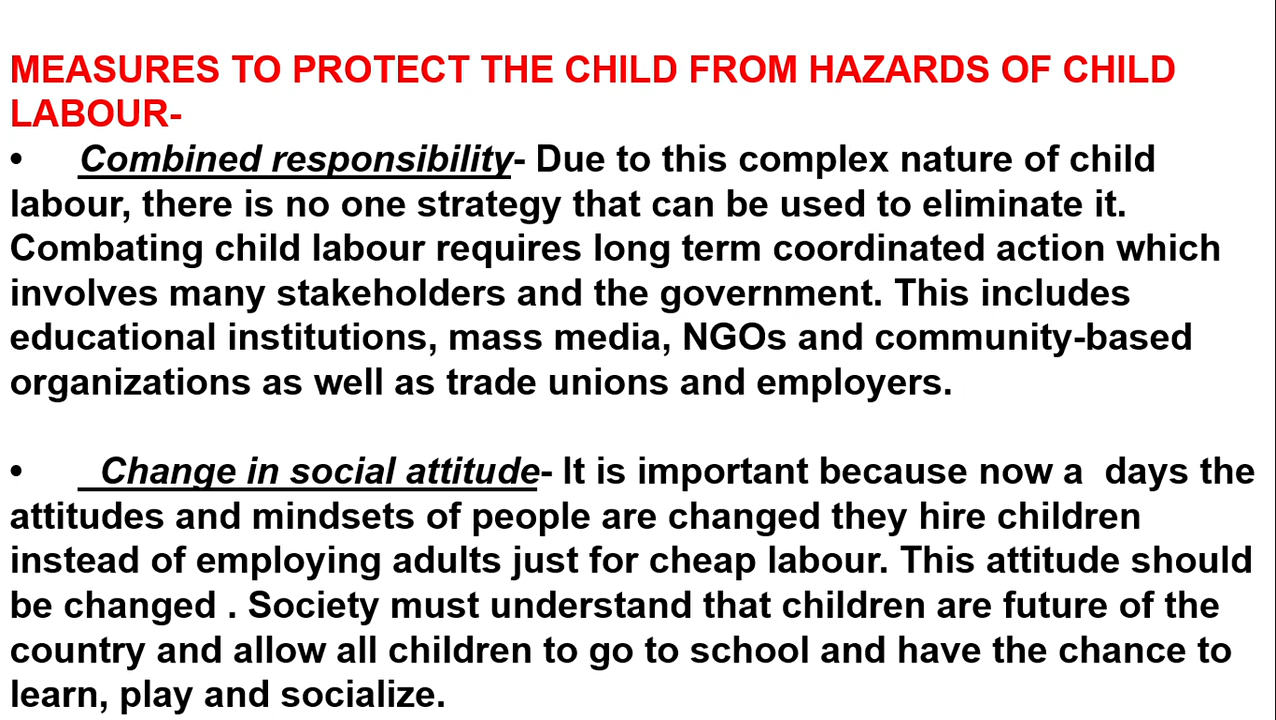 MEASURES TO PROTECT THE CHILD FROM HAZARDS OF CHILD
LABOUR-
• Combined responsibility- Due to this complex nature of child
labour, there is no one strategy that can be used to eliminate it.
Combating child labour requires long term coordinated action which
involves many stakeholders and the government. This includes
educational institutions, mass media, NGOs and community-based
organizations as well as trade unions and employers.
• Change in social attitude- It is important because now a  days the
attitudes and mindsets of people are changed they hire children
instead of employing adults just for cheap labour. This attitude should
be changed . Society must understand that children are future of the
country and allow all children to go to school and have the chance to
learn, play and socialize.